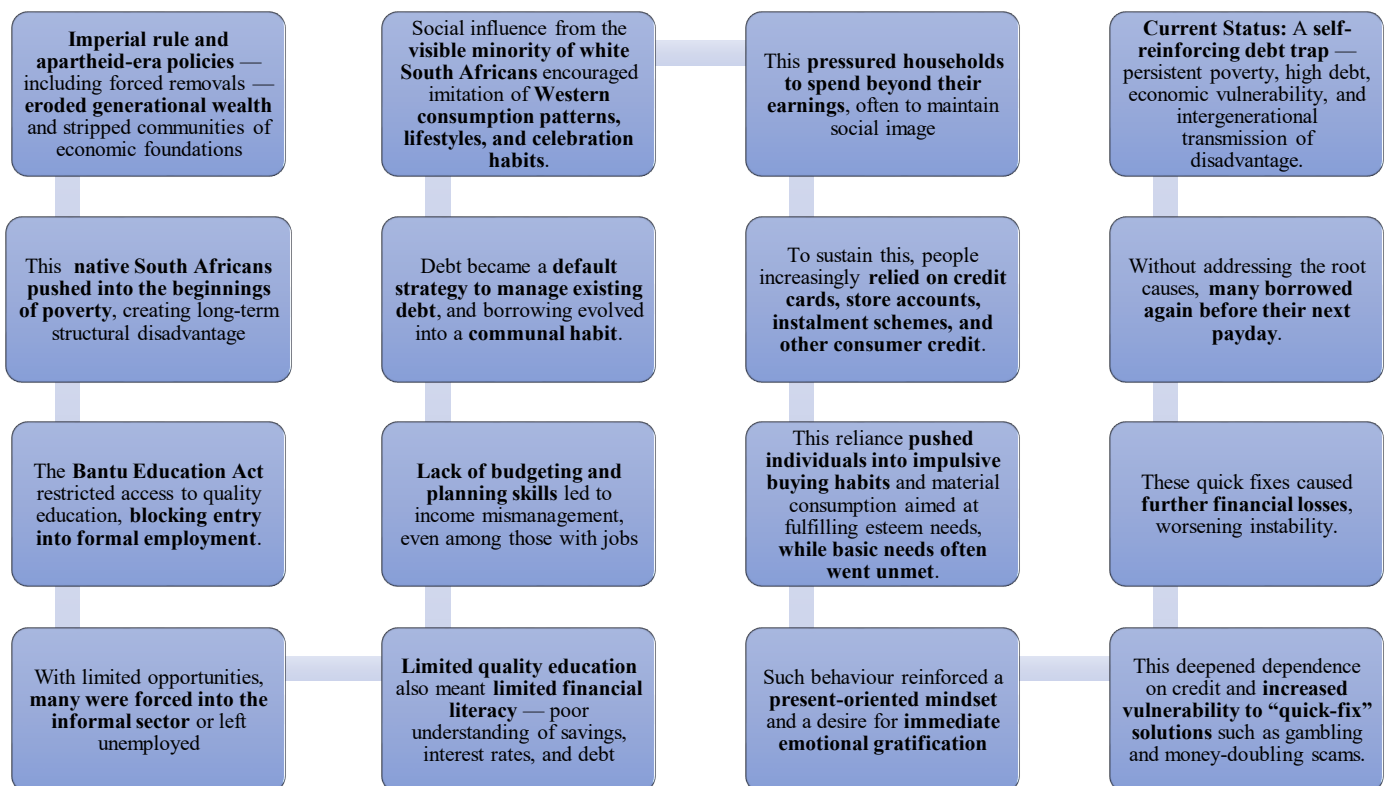 Imperial rule and
apartheid-era policies —
including forced removals —
eroded generational wealth
and stripped communities of
economic foundations
This native South Africans
pushed into the beginnings
of poverty, creating long-term
structural disadvantage
The Bantu Education Act
restricted access to quality
education, blocking entry
into formal employment.
With limited opportunities,
many were forced into the
informal sector or left
unemployed
Limited quality education
also meant limited financial
literacy — poor
understanding of savings,
interest rates, and debt
Lack of budgeting and
planning skills led to
income mismanagement,
even among those with jobs
Debt became a default
strategy to manage existing
debt, and borrowing evolved
into a communal habit.
Social influence from the
visible minority of white
South Africans encouraged
imitation of Western
consumption patterns,
lifestyles, and celebration
habits.
This pressured households
to spend beyond their
earnings, often to maintain
social image
To sustain this, people
increasingly relied on credit
cards, store accounts,
instalment schemes, and
other consumer credit.
This reliance pushed
individuals into impulsive
buying habits and material
consumption aimed at
fulfilling esteem needs,
while basic needs often
went unmet.
Such behaviour reinforced a
present-oriented mindset
and a desire for immediate
emotional gratification
This deepened dependence
on credit and increased
vulnerability to “quick-fix”
solutions such as gambling
and money-doubling scams.
These quick fixes caused
further financial losses,
worsening instability.
Without addressing the root
causes, many borrowed
again before their next
payday.
Current Status: A self-
reinforcing debt trap —
persistent poverty, high debt,
economic vulnerability, and
intergenerational
transmission of
disadvantage.